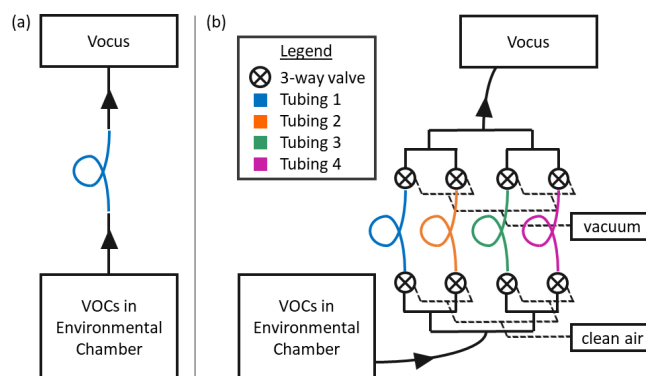 (a)
Vocus
VOCs in
Environmental
Chamber
(b)
Legend
3-way valve
Tubing 1
Tubing 2
Tubing 3
Tubing 4
Vocus
vacuum
VOCs in
Environmental
Chamber
clean air